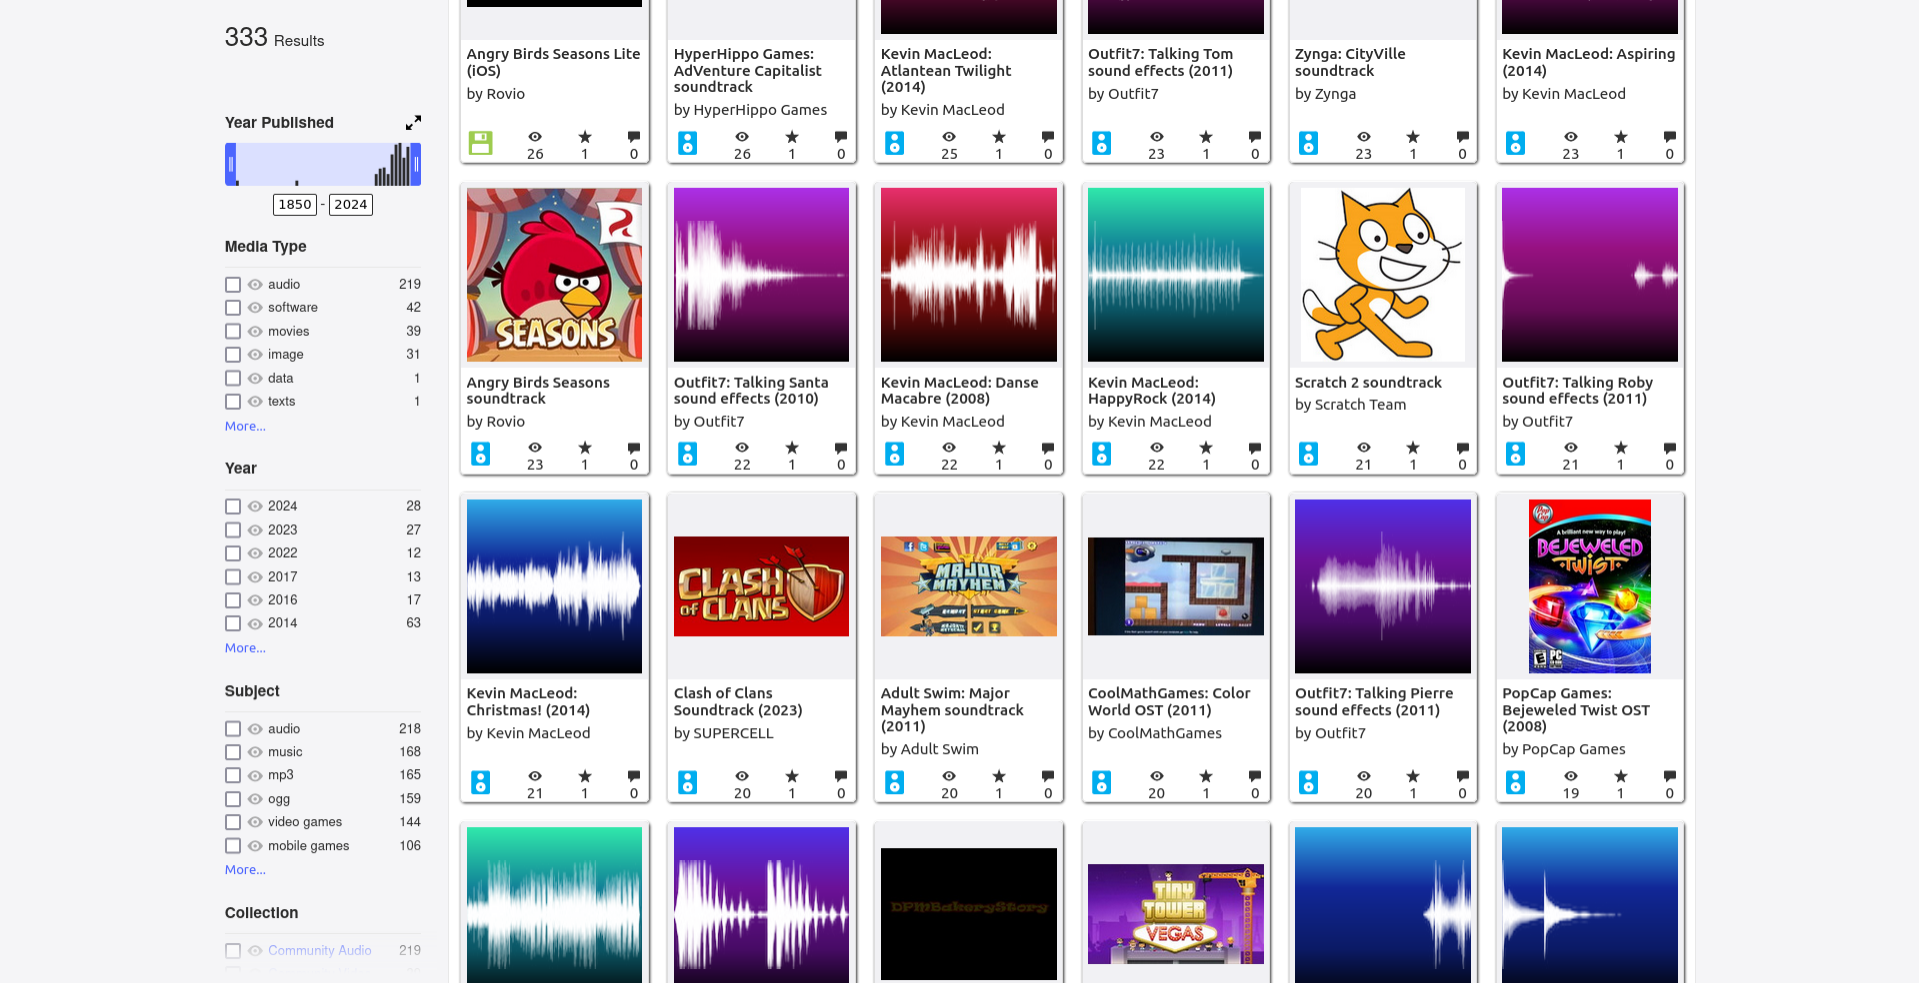 333 Results
Year Published
1850 - 2024
Media Type
audio 219
software 42
movies 39
image 31
data 1
texts 1
More...
Year
2024 28
2023 27
2022 12
2017 13
2016 17
2014 63
More...
Subject
audio 218
music 168
mp3 165
ogg 159
video games 144
mobile games 106
More...
Collection
Community Audio 219
Angry Birds Seasons Lite
(iOS)
by Rovio
26 1 0
HyperHippo Games:
AdVenture Capitalist
soundtrack
by HyperHippo Games
26 1 0
Kevin MacLeod:
Atlantean Twilight
(2014)
by Kevin MacLeod
25 1 0
Outfit7: Talking Tom
sound effects (2011)
by Outfit7
23 1 0
Zynga: CityVille
soundtrack
by Zynga
23 1 0
Kevin MacLeod: Aspiring
(2014)
by Kevin MacLeod
23 1 0
SEASONS
Angry Birds Seasons
soundtrack
by Rovio
23 1 0
Outfit7: Talking Santa
sound effects (2010)
by Outfit7
22 1 0
Kevin MacLeod: Danse
Macabre (2008)
by Kevin MacLeod
22 1 0
Kevin MacLeod:
HappyRock (2014)
by Kevin MacLeod
22 1 0
Scratch 2 soundtrack
by Scratch Team
21 1 0
Outfit7: Talking Roby
sound effects (2011)
by Outfit7
21 1 0
Kevin MacLeod:
Christmas! (2014)
by Kevin MacLeod
21 1 0
CLASH
of CLANS
Clash of Clans
Soundtrack (2023)
by SUPERCELL
20 1 0
MAJOR
MAYHEM
Adult Swim: Major
Mayhem soundtrack
(2011)
by Adult Swim
20 1 0
CoolMathGames: Color
World OST (2011)
by CoolMathGames
20 1 0
Outfit7: Talking Pierre
sound effects (2011)
by Outfit7
20 1 0
A brilliant new way to play!
BEJEWELED
TWIST
PC
PopCap Games:
Bejeweled Twist OST
(2008)
by PopCap Games
19 1 0
DPMBakeryStory
TINY
TOWER
VEGAS